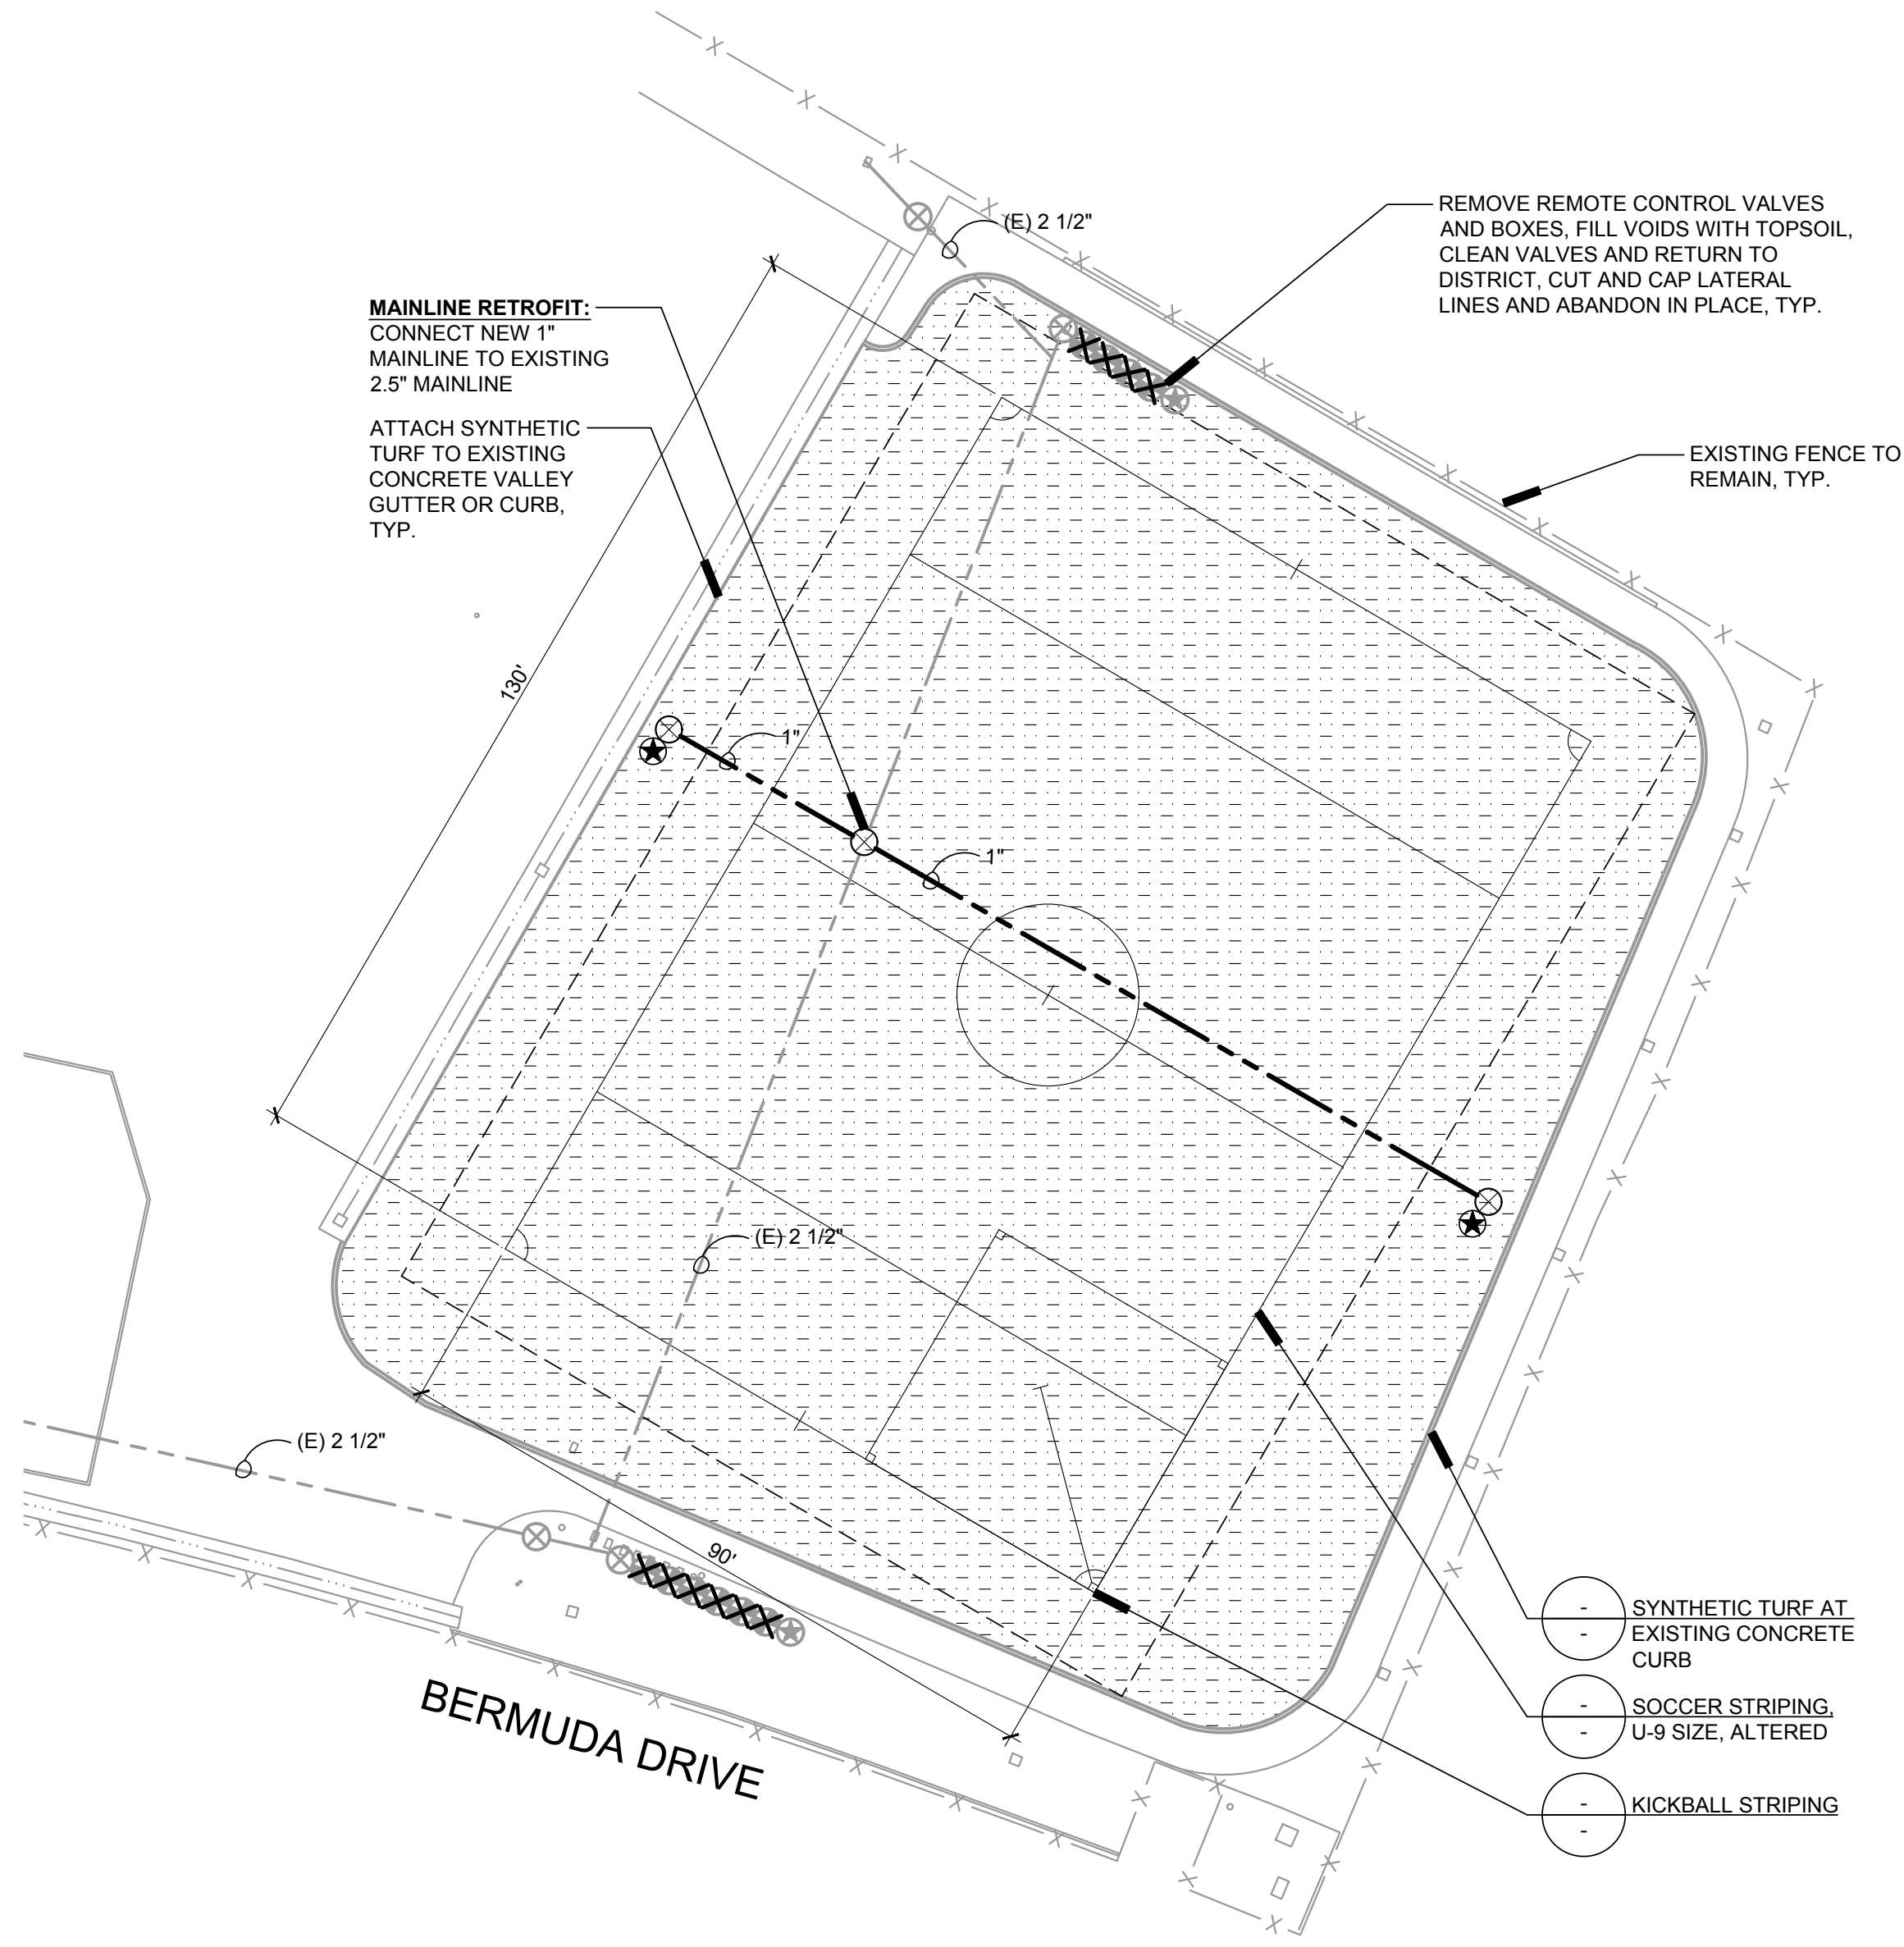 (E) 2 1/2"
REMOVE REMOTE CONTROL VALVES
AND BOXES, FILL VOIDS WITH TOPSOIL,
CLEAN VALVES AND RETURN TO
DISTRICT, CUT AND CAP LATERAL
LINES AND ABANDON IN PLACE, TYP.
MAINLINE RETROFIT:
CONNECT NEW 1"
MAINLINE TO EXISTING
2.5" MAINLINE
ATTACH SYNTHETIC
TURF TO EXISTING
CONCRETE VALLEY
GUTTER OR CURB,
TYP.
EXISTING FENCE TO
REMAIN, TYP.
130'
1"
1"
(E) 2 1/2"
(E) 2 1/2"
90'
BERMUDA DRIVE
-
-
SYNTHETIC TURF AT
EXISTING CONCRETE
CURB
-
-
SOCCER STRIPING,
U-9 SIZE, ALTERED
-
-
KICKBALL STRIPING